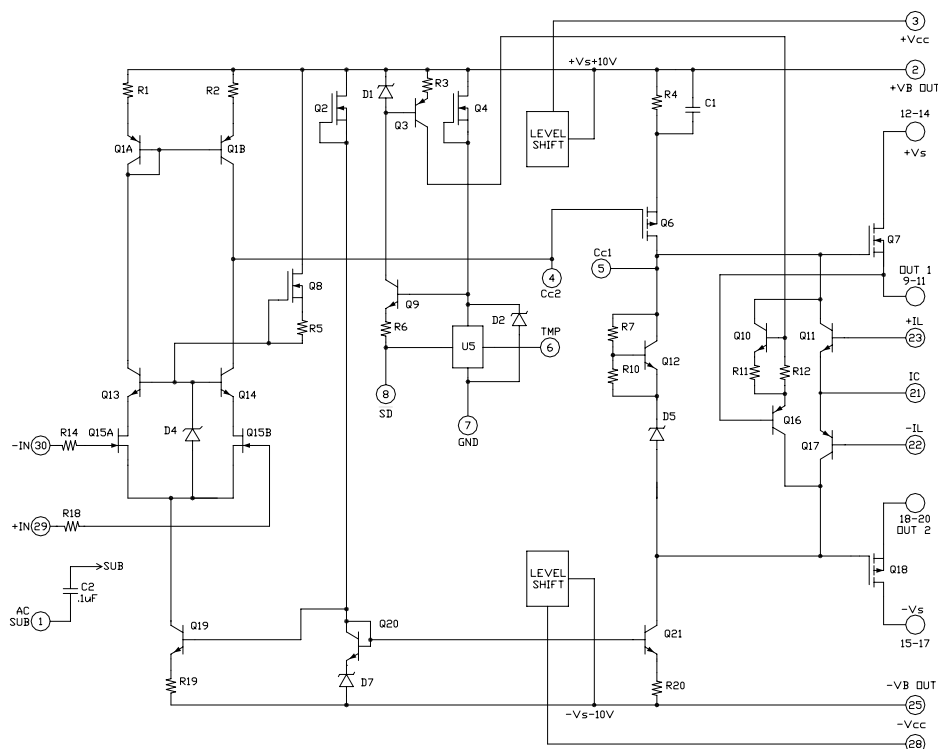 3
+Vcc
+Vs+10V
2
+VB OUT
R1
R2
D1
R3
Q2
Q3
Q4
LEVEL
SHIFT
R4
C1
12-14
+Vs
Q1A
Q1B
Q6
Q7
Cc1
5
4
Cc2
OUT 1
9-11
Q8
R5
Q9
R6
D2
U5
TMP
6
8
SD
7
GND
R7
Q12
R10
D5
Q10
Q11
R11
R12
+IL
23
IC
21
Q16
Q17
-IL
22
Q13
Q14
-IN
30
R14
Q15A
D4
Q15B
+IN
29
R18
18-20
OUT 2
Q18
SUB
C2
.1uF
AC
SUB
1
LEVEL
SHIFT
-Vs
15-17
Q19
Q20
Q21
R19
D7
R20
-Vs-10V
-VB OUT
25
-Vcc
28